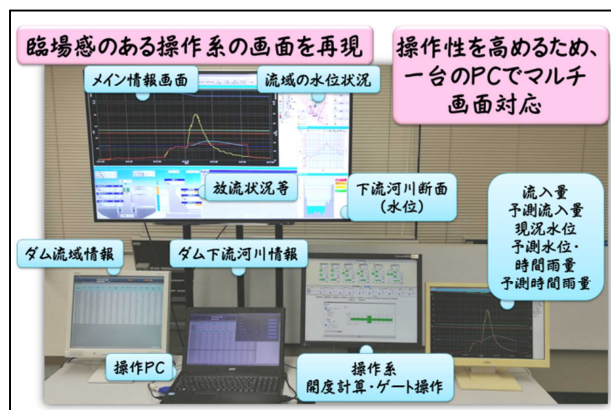 臨場感のある操作系の画面を再現
操作性を高めるため、
一台のPCでマルチ
画面対応
メイン情報画面
流域の水位状況
放流状況等
下流河川断面
(水位)
流入量
予測流入量
現況水位
予測水位・
時間雨量
予測時間雨量
ダム流域情報
ダム下流河川情報
操作PC
操作系
開度計算・ゲート操作